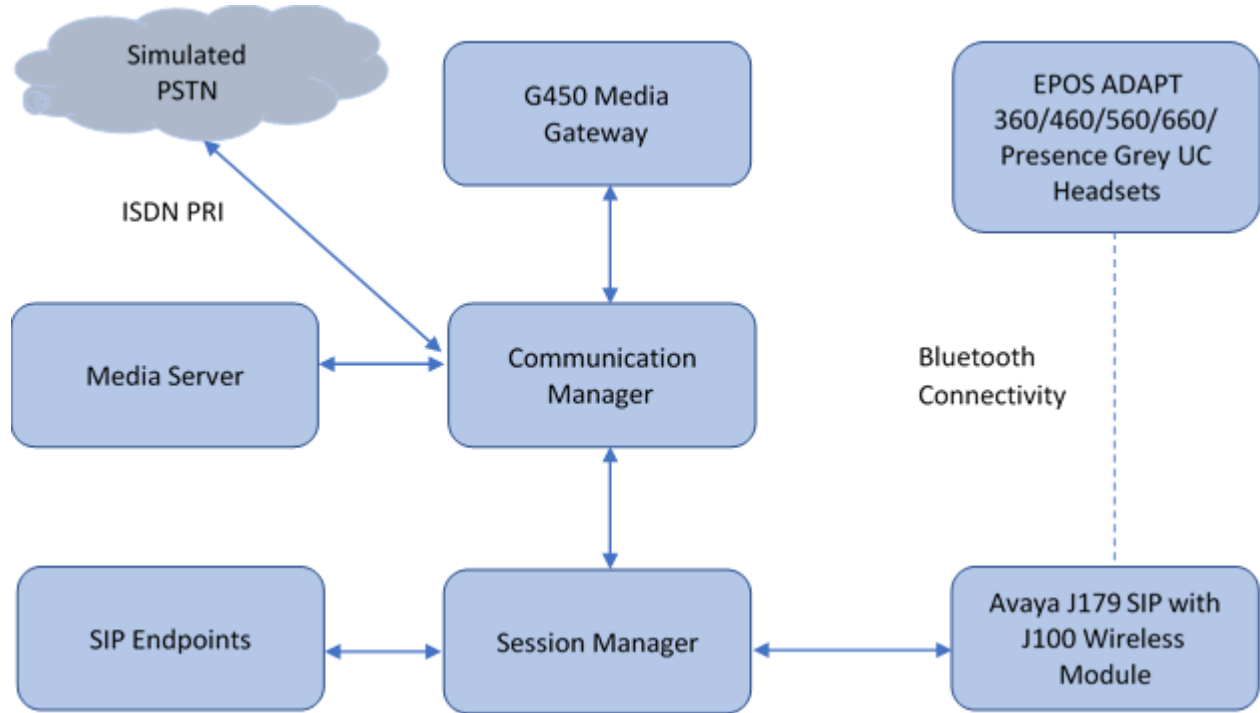 Simulated
PSTN
G450 Media
Gateway
EPOS ADAPT
360/460/560/660/
Presence Grey UC
Headsets
ISDN PRI
Media Server
Communication
Manager
Bluetooth
Connectivity
SIP Endpoints
Session Manager
Avaya J179 SIP with
J100 Wireless
Module